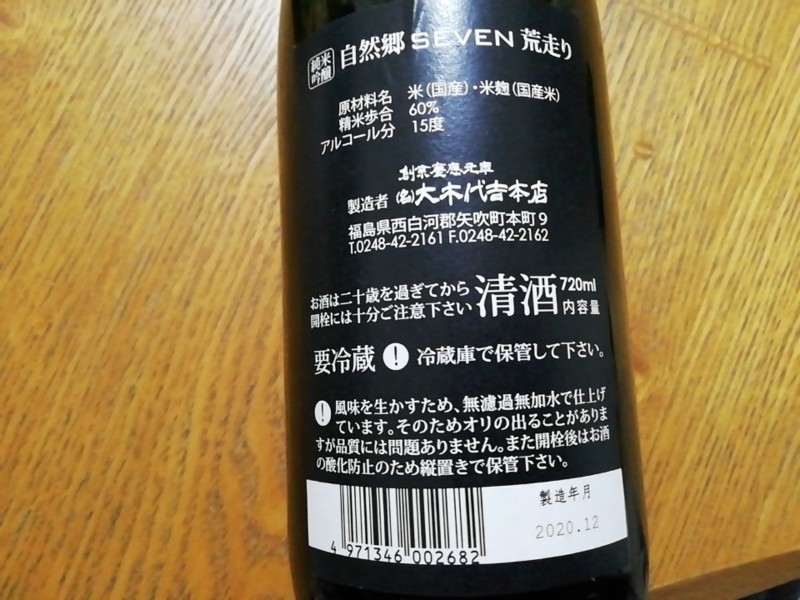 純米吟醸 自然郷 SEVEN 荒走り
原材料名 米(国産)・米麹(国産米)
精米歩合 60%
アルコール分 15度
創業慶應元年
製造者 (名)大木代吉本店
福島県西白河郡矢吹町本町9
T.0248-42-2161 F.0248-42-2162
お酒は二十歳を過ぎてから
開栓には十分ご注意下さい
清酒
720ml
内容量
要冷蔵 ! 冷蔵庫で保管して下さい。
! 風味を生かすため、無濾過無加水で仕上げ
ています。そのためオリの出ることがありま
すが品質には問題ありません。また開栓後はお酒
の酸化防止のため縦置きで保管下さい。
製造年月
2020.12
4 971346 002682